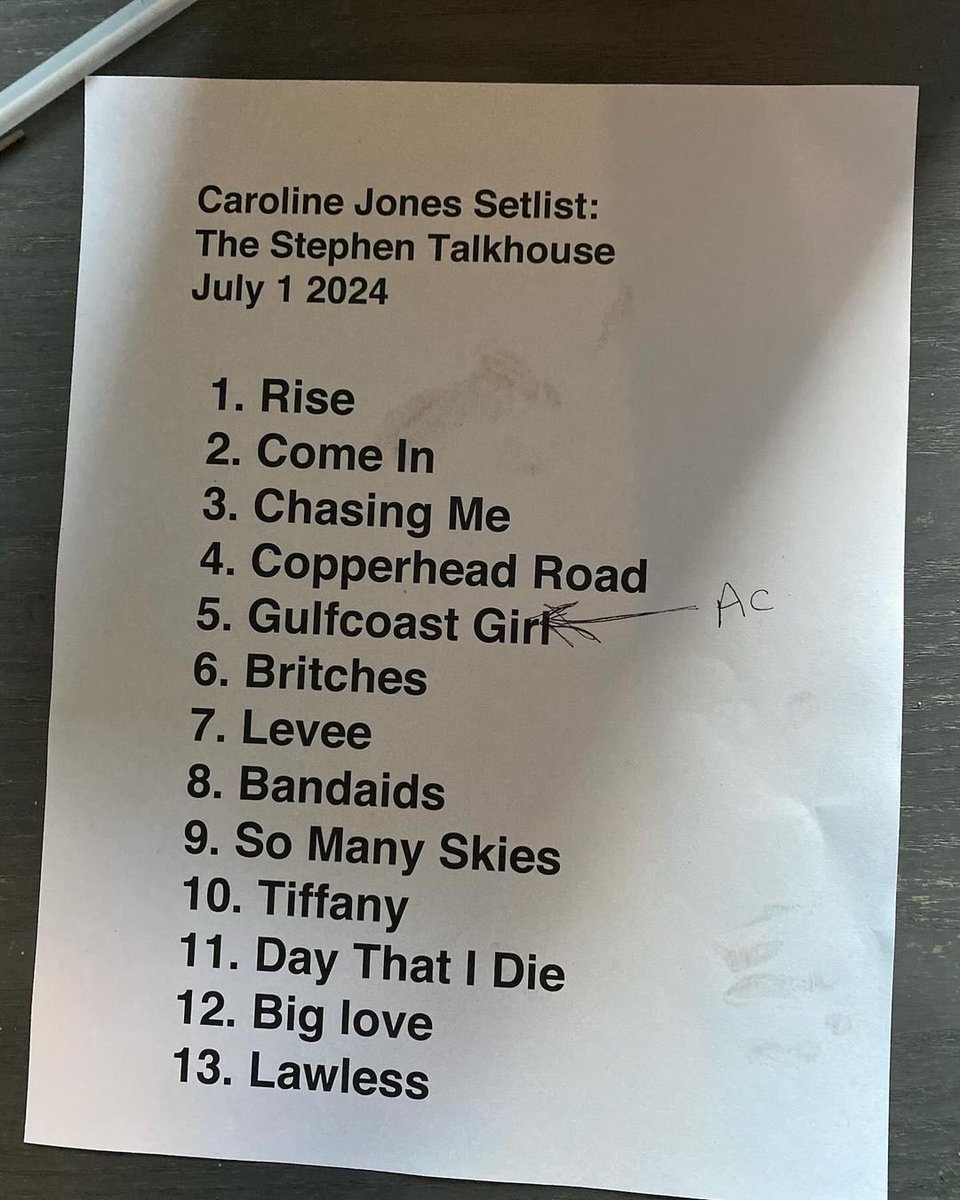 Caroline Jones Setlist:
The Stephen Talkhouse
July 1 2024
1. Rise
2. Come In
3. Chasing Me
4. Copperhead Road
5. Gulfcoast Girl AC
6. Britches
7. Levee
8. Bandaids
9. So Many Skies
10. Tiffany
11. Day That I Die
12. Big love
13. Lawless